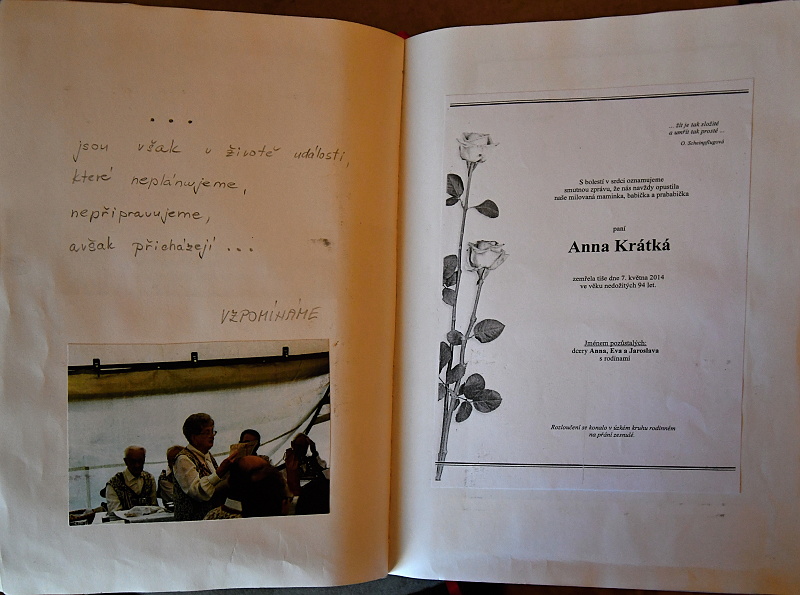 ...
jsou však v životě události,
které neplánujeme,
nepřipravujeme,
avšak přicházejí ...
VZPOMÍNÁME
... žít je tak složité
a umřít tak prosté ...
O. Scheinpflugová
S bolestí v srdci oznamujeme
smutnou zprávu, že nás navždy opustila
naše milovaná maminka, babička a prababička
paní
Anna Krátká
zemřela tiše dne 7. května 2014
ve věku nedožitých 94 let.
Jménem pozůstalých:
dcery Anna, Eva a Jaroslava
s rodinami
Rozloučení se konalo v úzkém kruhu rodinném
na přání zesnulé